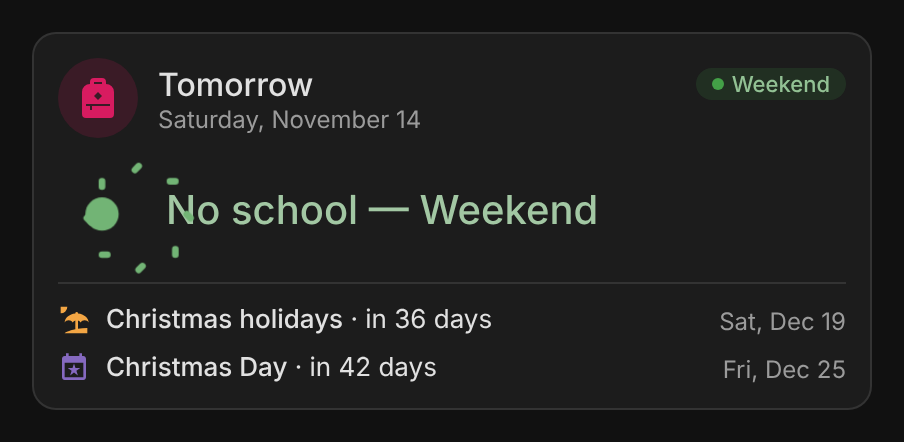 Tomorrow
Weekend
Saturday, November 14
No school — Weekend
Christmas holidays · in 36 days
Sat, Dec 19
Christmas Day · in 42 days
Fri, Dec 25